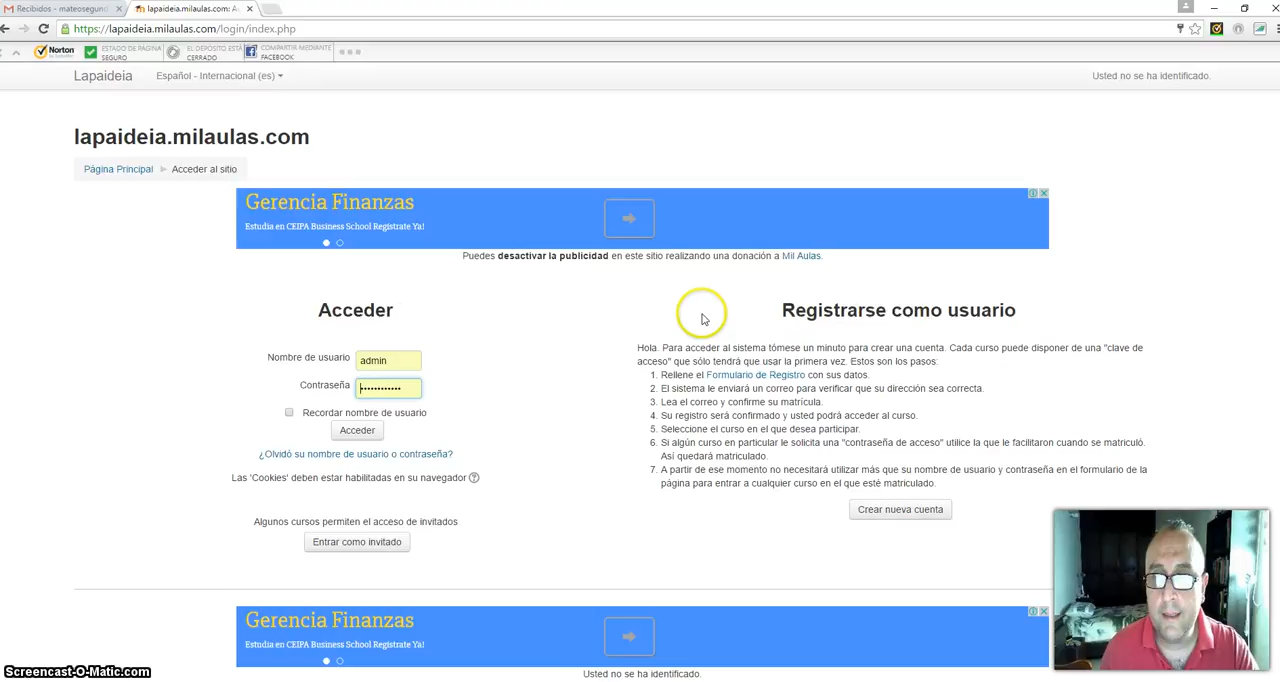 Recibidos - mateosegund
lapaideia.milaulas.com: A
https://lapaideia.milaulas.com/login/index.php
Norton
ESTADO DE PÁGINA
SEGURO
EL DEPÓSITO ESTÁ
CERRADO
COMPARTIR MEDIANTE
FACEBOOK
Lapaideia
Español - Internacional (es)
Usted no se ha identificado.
lapaideia.milaulas.com
Página Principal
Acceder al sitio
Gerencia Finanzas
Estudia en CEIPA Business School Registrate Ya!
Puedes desactivar la publicidad en este sitio realizando una donación a Mil Aulas.
Acceder
Nombre de usuario admin
Contraseña ••••••••••••
Recordar nombre de usuario
Acceder
¿Olvidó su nombre de usuario o contraseña?
Las 'Cookies' deben estar habilitadas en su navegador
Algunos cursos permiten el acceso de invitados
Entrar como invitado
Registrarse como usuario
Hola. Para acceder al sistema tómese un minuto para crear una cuenta. Cada curso puede disponer de una "clave de
acceso" que sólo tendrá que usar la primera vez. Estos son los pasos:
1. Rellene el Formulario de Registro con sus datos.
2. El sistema le enviará un correo para verificar que su dirección sea correcta.
3. Lea el correo y confirme su matrícula.
4. Su registro será confirmado y usted podrá acceder al curso.
5. Seleccione el curso en el que desea participar.
6. Si algún curso en particular le solicita una "contraseña de acceso" utilice la que le facilitaron cuando se matriculó.
Así quedará matriculado.
7. A partir de ese momento no necesitará utilizar más que su nombre de usuario y contraseña en el formulario de la
página para entrar a cualquier curso en el que esté matriculado.
Crear nueva cuenta
Gerencia Finanzas
Estudia en CEIPA Business School Registrate Ya!
Usted no se ha identificado.
Screencast-O-Matic.com